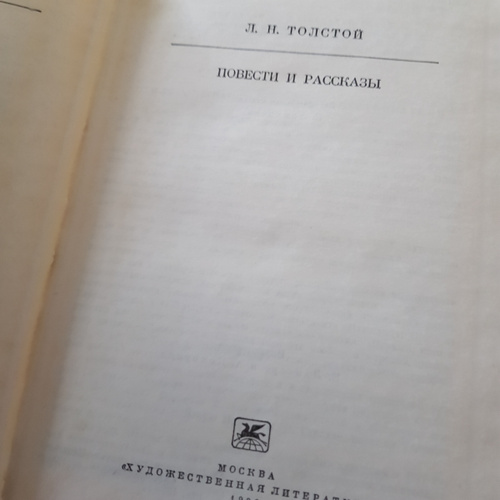 Л. Н. ТОЛСТОЙ
ПОВЕСТИ И РАССКАЗЫ
МОСКВА
«ХУДОЖЕСТВЕННАЯ ЛИТЕРАТ